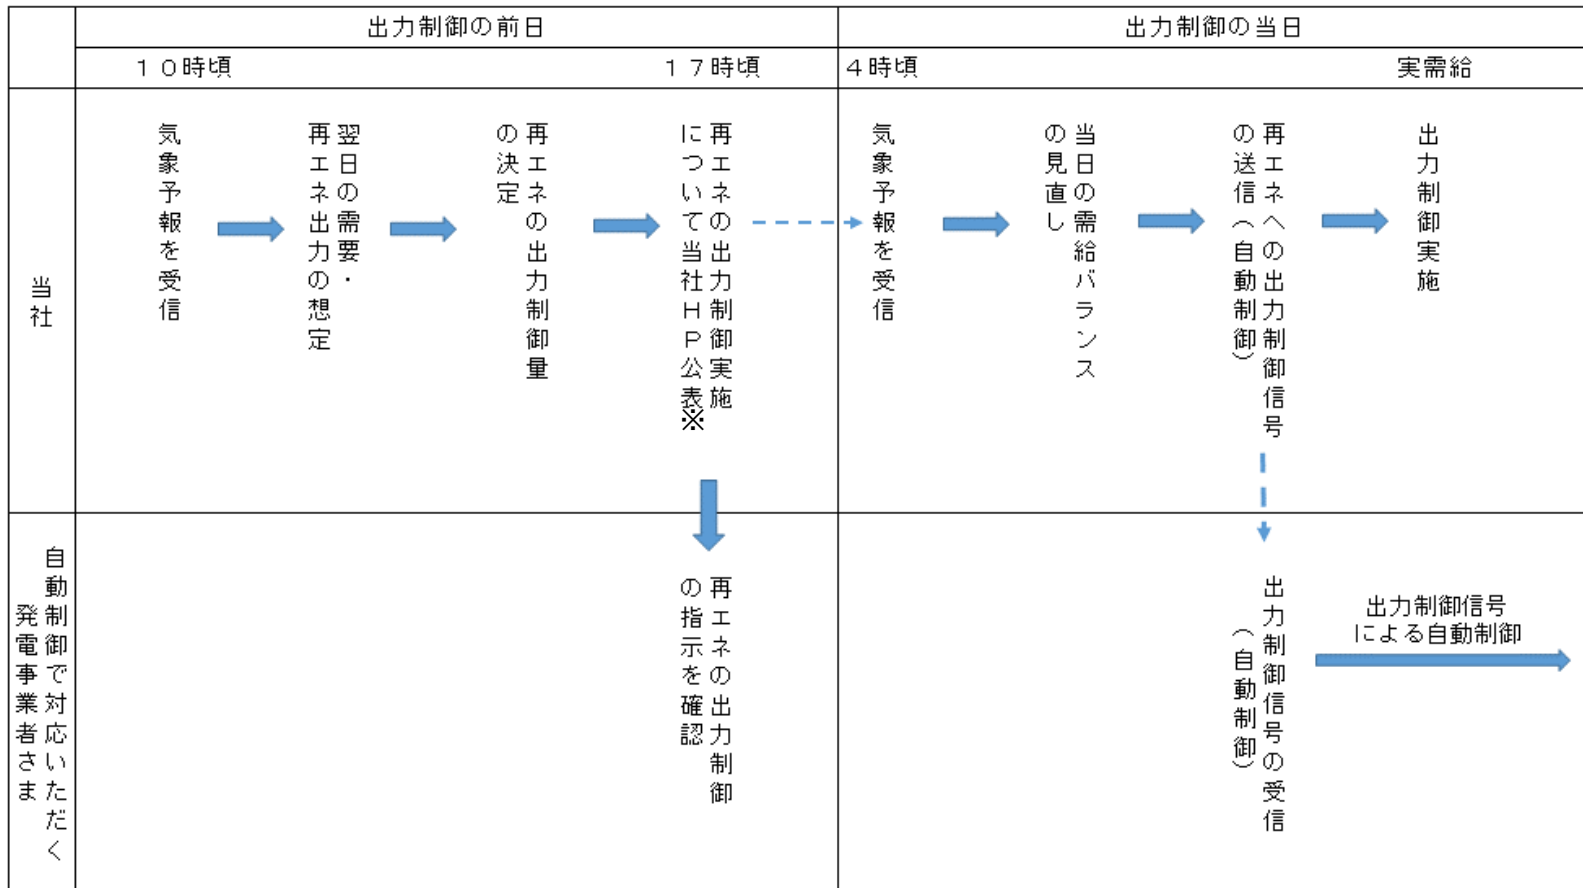 出力制御の前日
出力制御の当日
１０時頃
１７時頃
４時頃
実需給
当社
気象予報を受信
翌日の需要・
再エネ出力の想定
再エネの出力制御量
の決定
再エネの出力制御実施
について当社ＨＰ公表※
気象予報を受信
当日の需給バランス
の見直し
再エネへの出力制御信号
の送信（自動制御）
出力制御実施
自動制御で対応いただく
発電事業者さま
再エネの出力制御
の指示を確認
出力制御信号の受信
（自動制御）
出力制御信号
による自動制御